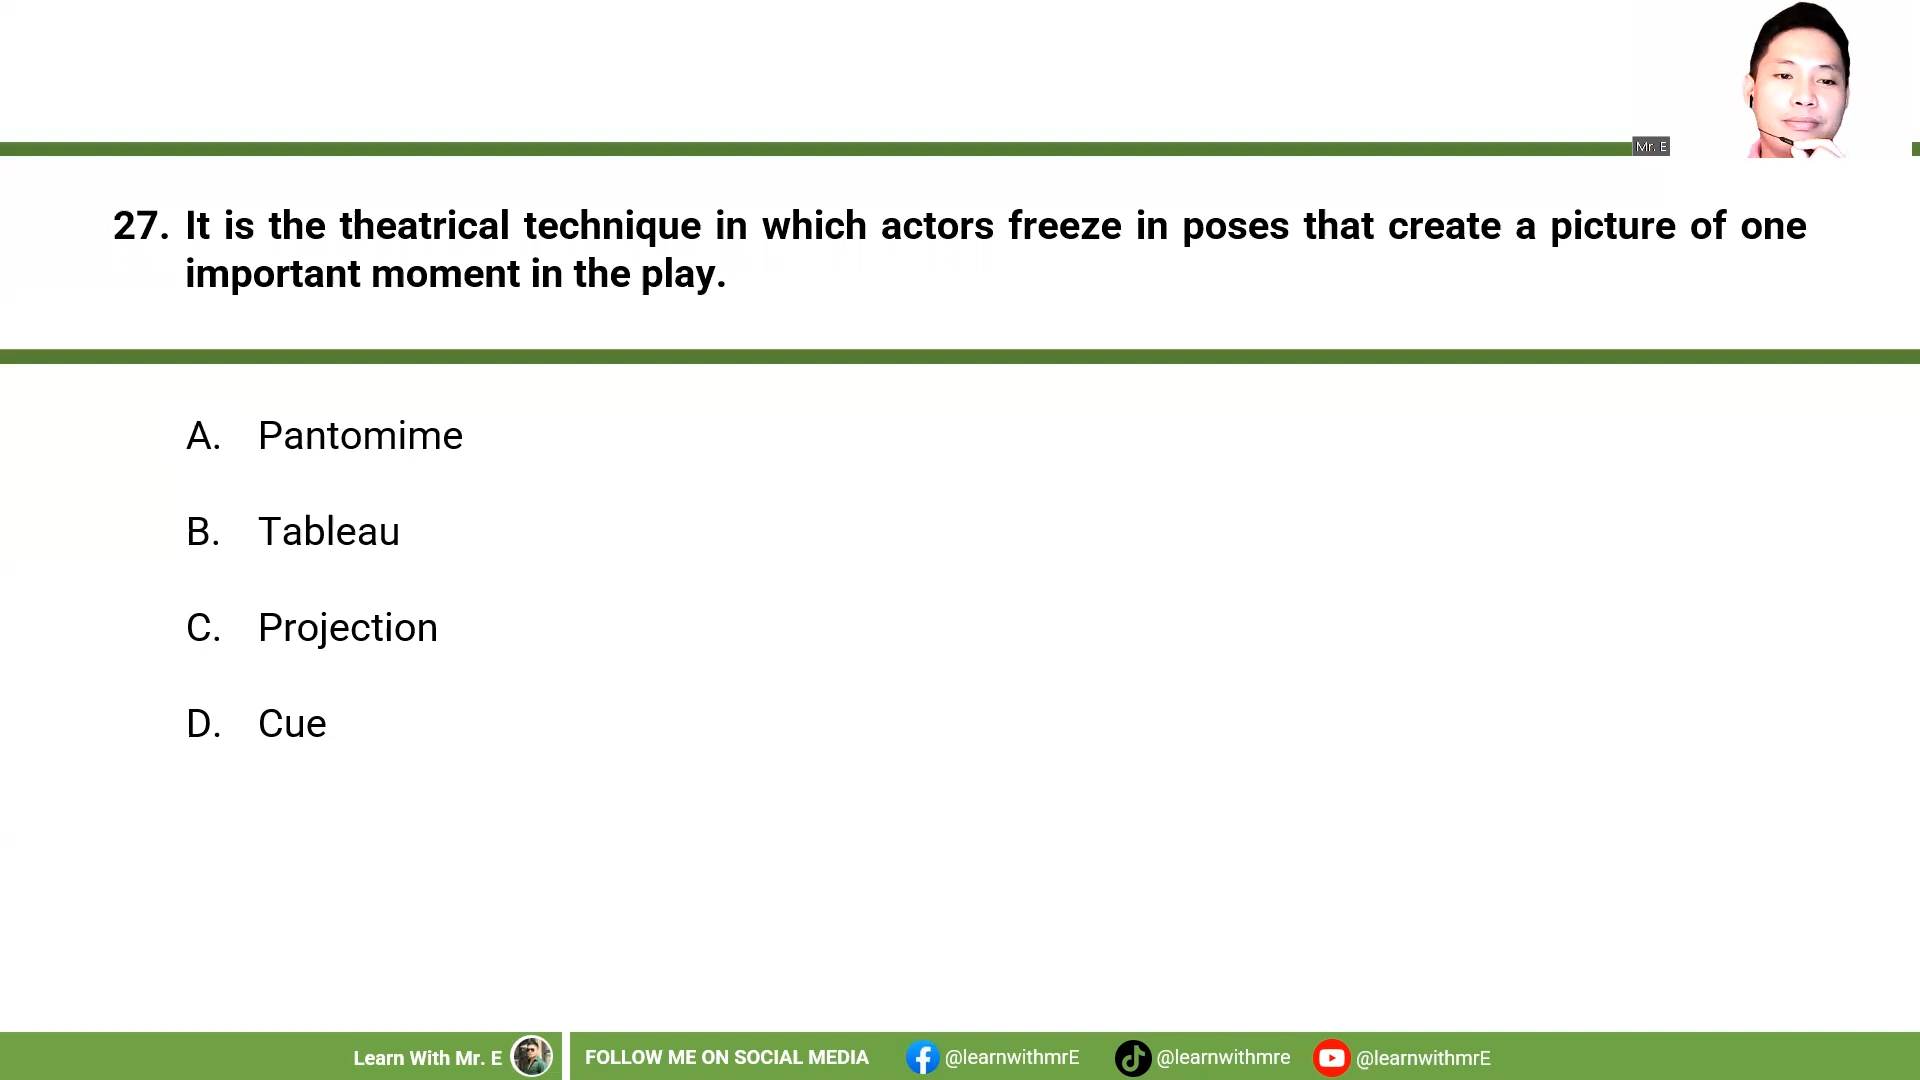 Mr. E
27. It is the theatrical technique in which actors freeze in poses that create a picture of one
important moment in the play.
A. Pantomime
B. Tableau
C. Projection
D. Cue
Learn With Mr. E
FOLLOW ME ON SOCIAL MEDIA
@learnwithmrE
@learnwithmre
@learnwithmrE